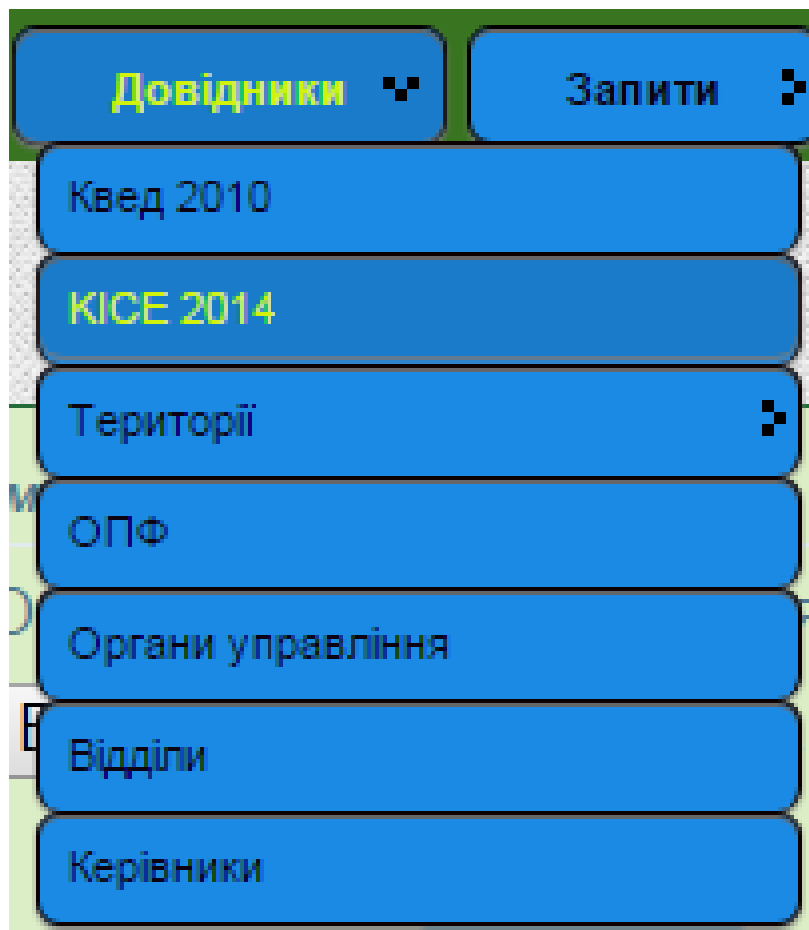 Довідники
Запити
Квед 2010
КІСЕ 2014
Території
ОПФ
Органи управління
Відділи
Керівники